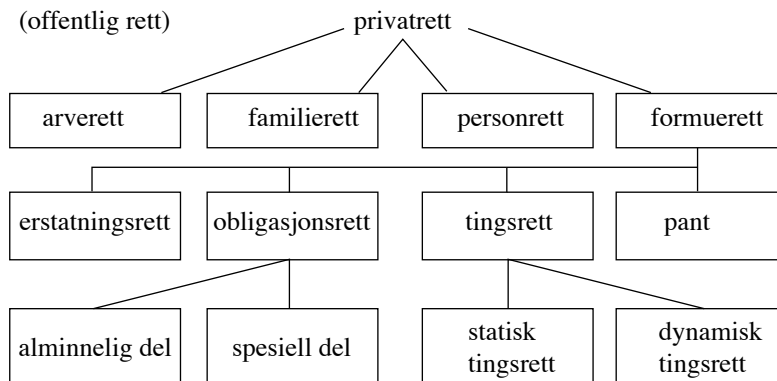 (offentlig rett) privatrett
arverett familierett personrett formuerett
erstatningsrett obligasjonsrett tingsrett pant
alminnelig del spesiell del statisk tingsrett dynamisk tingsrett